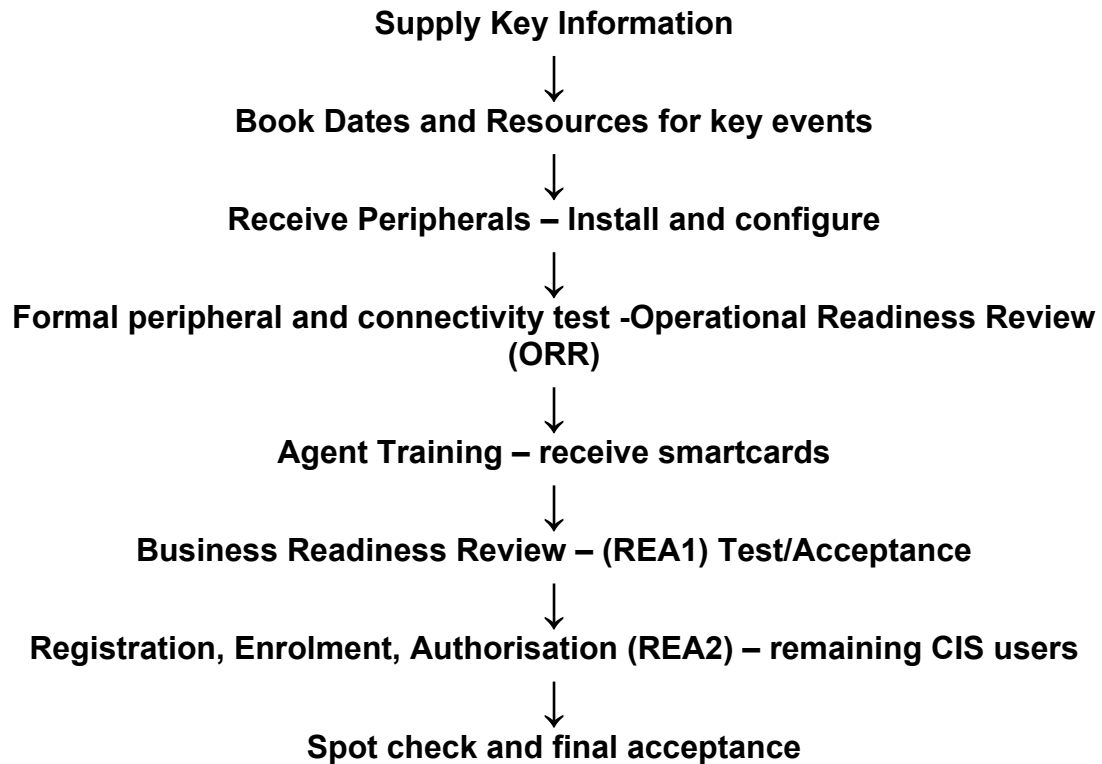 Supply Key Information
Book Dates and Resources for key events
Receive Peripherals – Install and configure
Formal peripheral and connectivity test -Operational Readiness Review
(ORR)
Agent Training – receive smartcards
Business Readiness Review – (REA1) Test/Acceptance
Registration, Enrolment, Authorisation (REA2) – remaining CIS users
Spot check and final acceptance